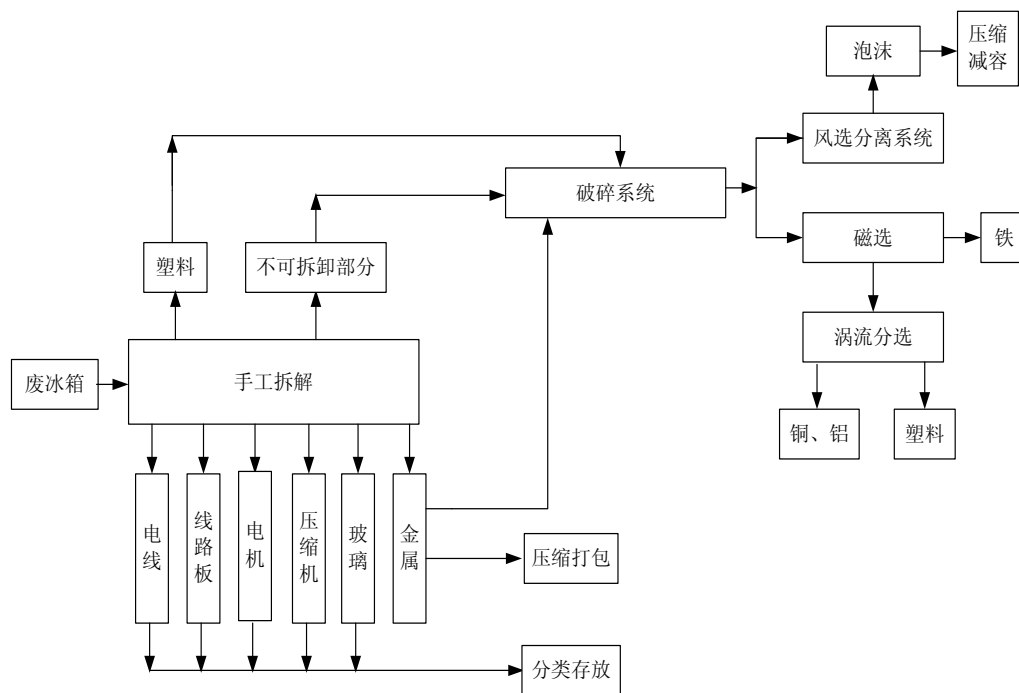 泡沫
压缩
减容
风选分离系统
破碎系统
塑料
不可拆卸部分
磁选
铁
涡流分选
废冰箱
手工拆解
铜、铝
塑料
电线
线路板
电机
压缩机
玻璃
金属
压缩打包
分类存放